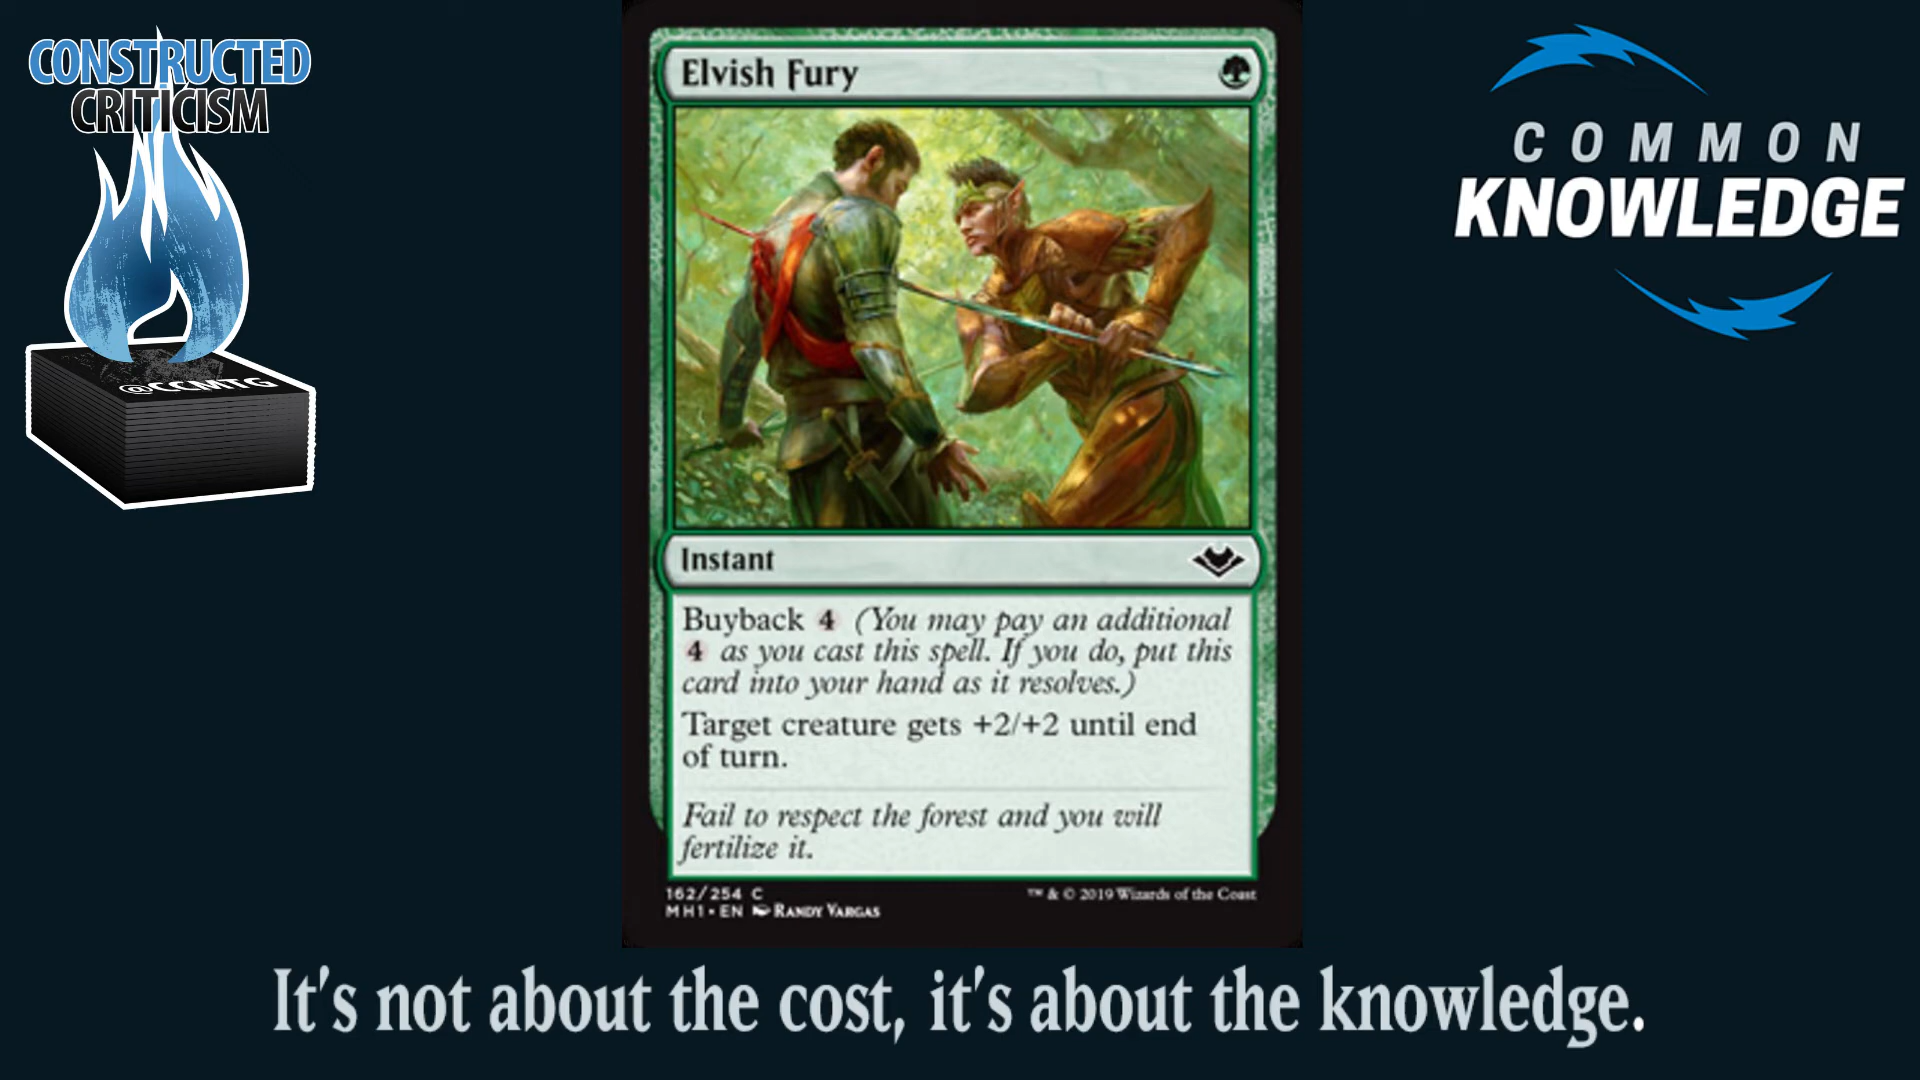 CONSTRUCTED
CRITICISM
@CCMTG
Elvish Fury
COMMON
KNOWLEDGE
Instant
Buyback 4 (You may pay an additional
4 as you cast this spell. If you do, put this
card into your hand as it resolves.)
Target creature gets +2/+2 until end
of turn.
Fail to respect the forest and you will
fertilize it.
162/254 C
MH1 • EN RANDY VARGAS
™ & © 2019 Wizards of the Coast
It's not about the cost, it's about the knowledge.